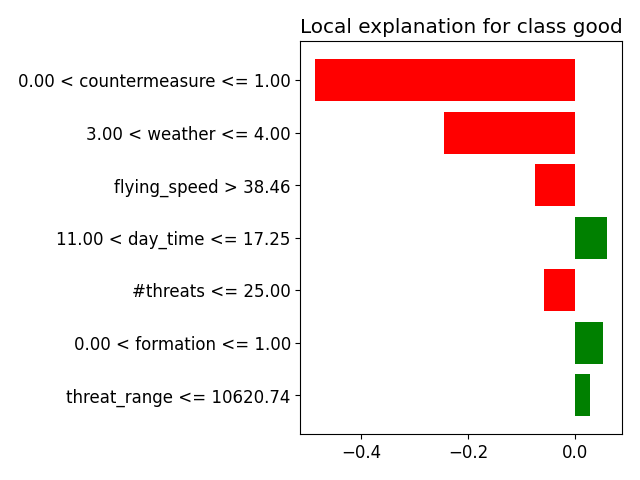 Local explanation for class good
0.00 < countermeasure <= 1.00
3.00 < weather <= 4.00
flying_speed > 38.46
11.00 < day_time <= 17.25
#threats <= 25.00
0.00 < formation <= 1.00
threat_range <= 10620.74
−0.4 −0.2 0.0